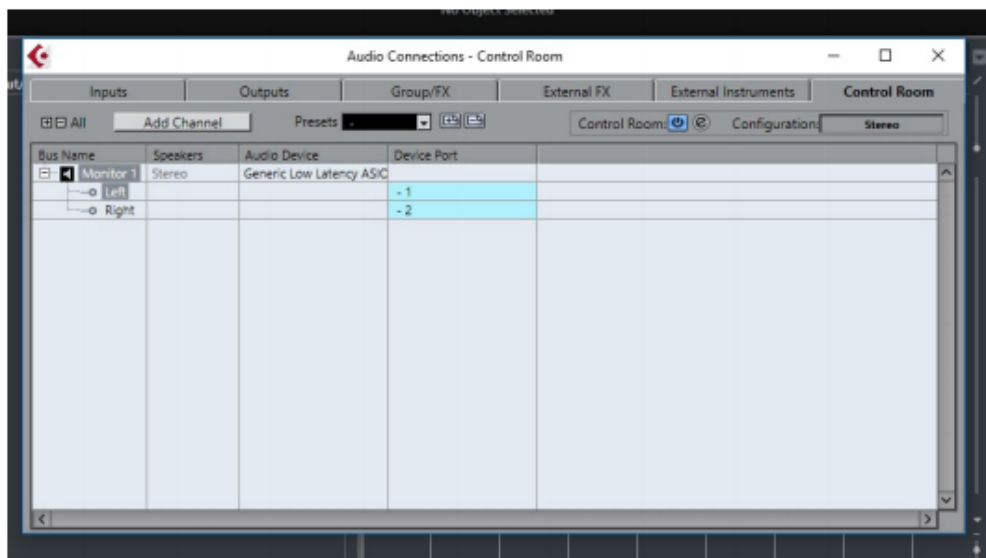 No Object Selected
Audio Connections - Control Room
Inputs Outputs Group/FX External FX External Instruments Control Room
All Add Channel Presets - Control Room: e Configuration: Stereo
Bus Name Speakers Audio Device Device Port
Monitor 1 Stereo Generic Low Latency ASIO
Left - 1
Right - 2